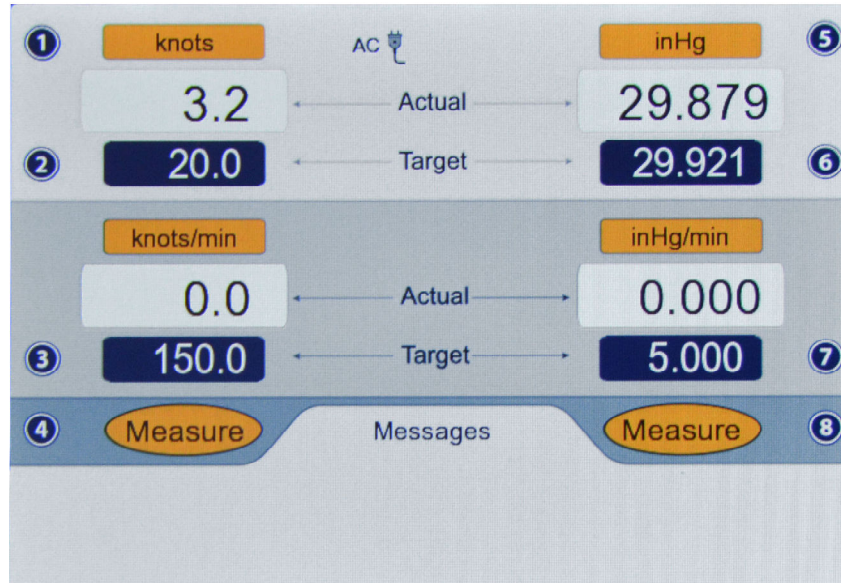 1 knots AC inHg 5
3.2 Actual 29.879
2 20.0 Target 29.921 6
knots/min inHg/min
0.0 Actual 0.000
3 150.0 Target 5.000 7
4 Measure Messages Measure 8